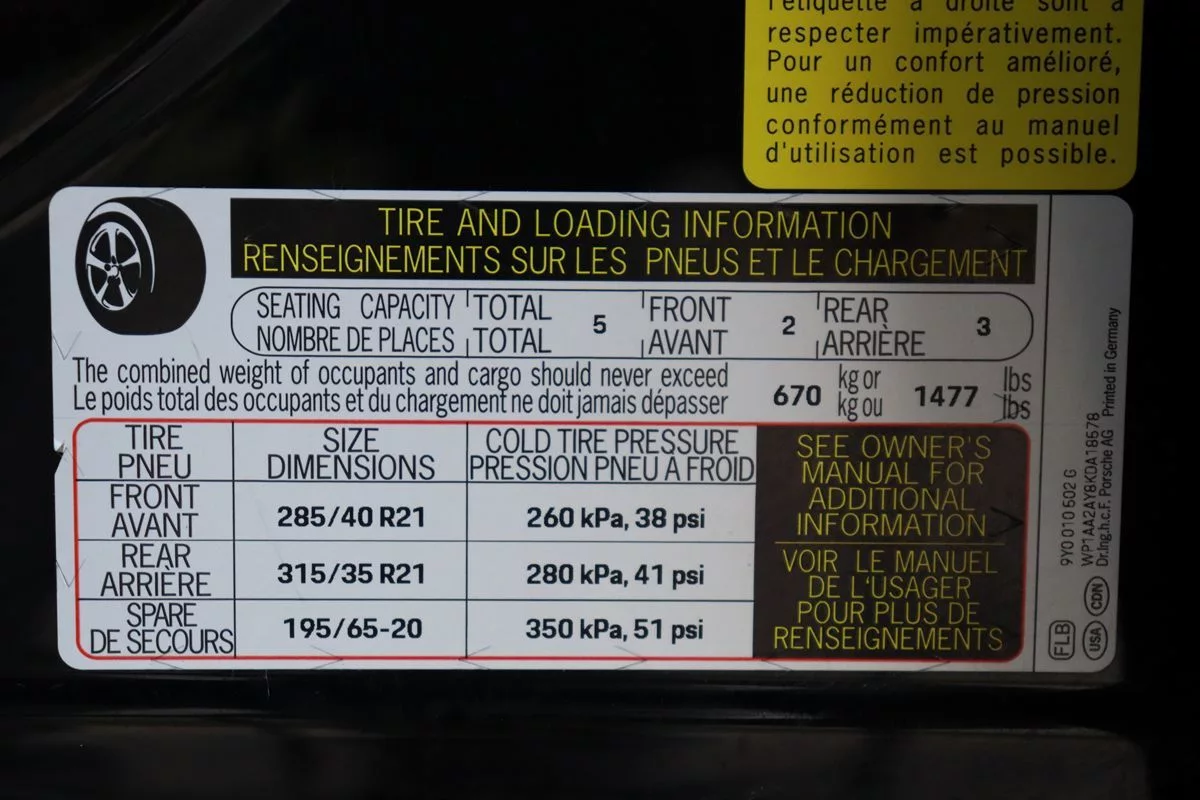 l'étiquette à droite sont à
respecter impérativement.
Pour un confort amélioré,
une réduction de pression
conformément au manuel
d'utilisation est possible.
TIRE AND LOADING INFORMATION
RENSEIGNEMENTS SUR LES PNEUS ET LE CHARGEMENT
SEATING CAPACITY TOTAL 5 FRONT 2 REAR 3
NOMBRE DE PLACES TOTAL AVANT ARRIÈRE
The combined weight of occupants and cargo should never exceed 670 kg or 1477 lbs
Le poids total des occupants et du chargement ne doit jamais dépasser kg ou lbs
TIRE
PNEU
SIZE
DIMENSIONS
COLD TIRE PRESSURE
PRESSION PNEU A FROID
FRONT
AVANT
285/40 R21
260 kPa, 38 psi
REAR
ARRIÈRE
315/35 R21
280 kPa, 41 psi
SPARE
DE SECOURS
195/65-20
350 kPa, 51 psi
SEE OWNER'S
MANUAL FOR
ADDITIONAL
INFORMATION
VOIR LE MANUEL
DE L'USAGER
POUR PLUS DE
RENSEIGNEMENTS
9Y0 010 502 G
WP1AA2AY8KDA18578
Dr.Ing.h.c.F. Porsche AG Printed in Germany
FLB
USA
CDN